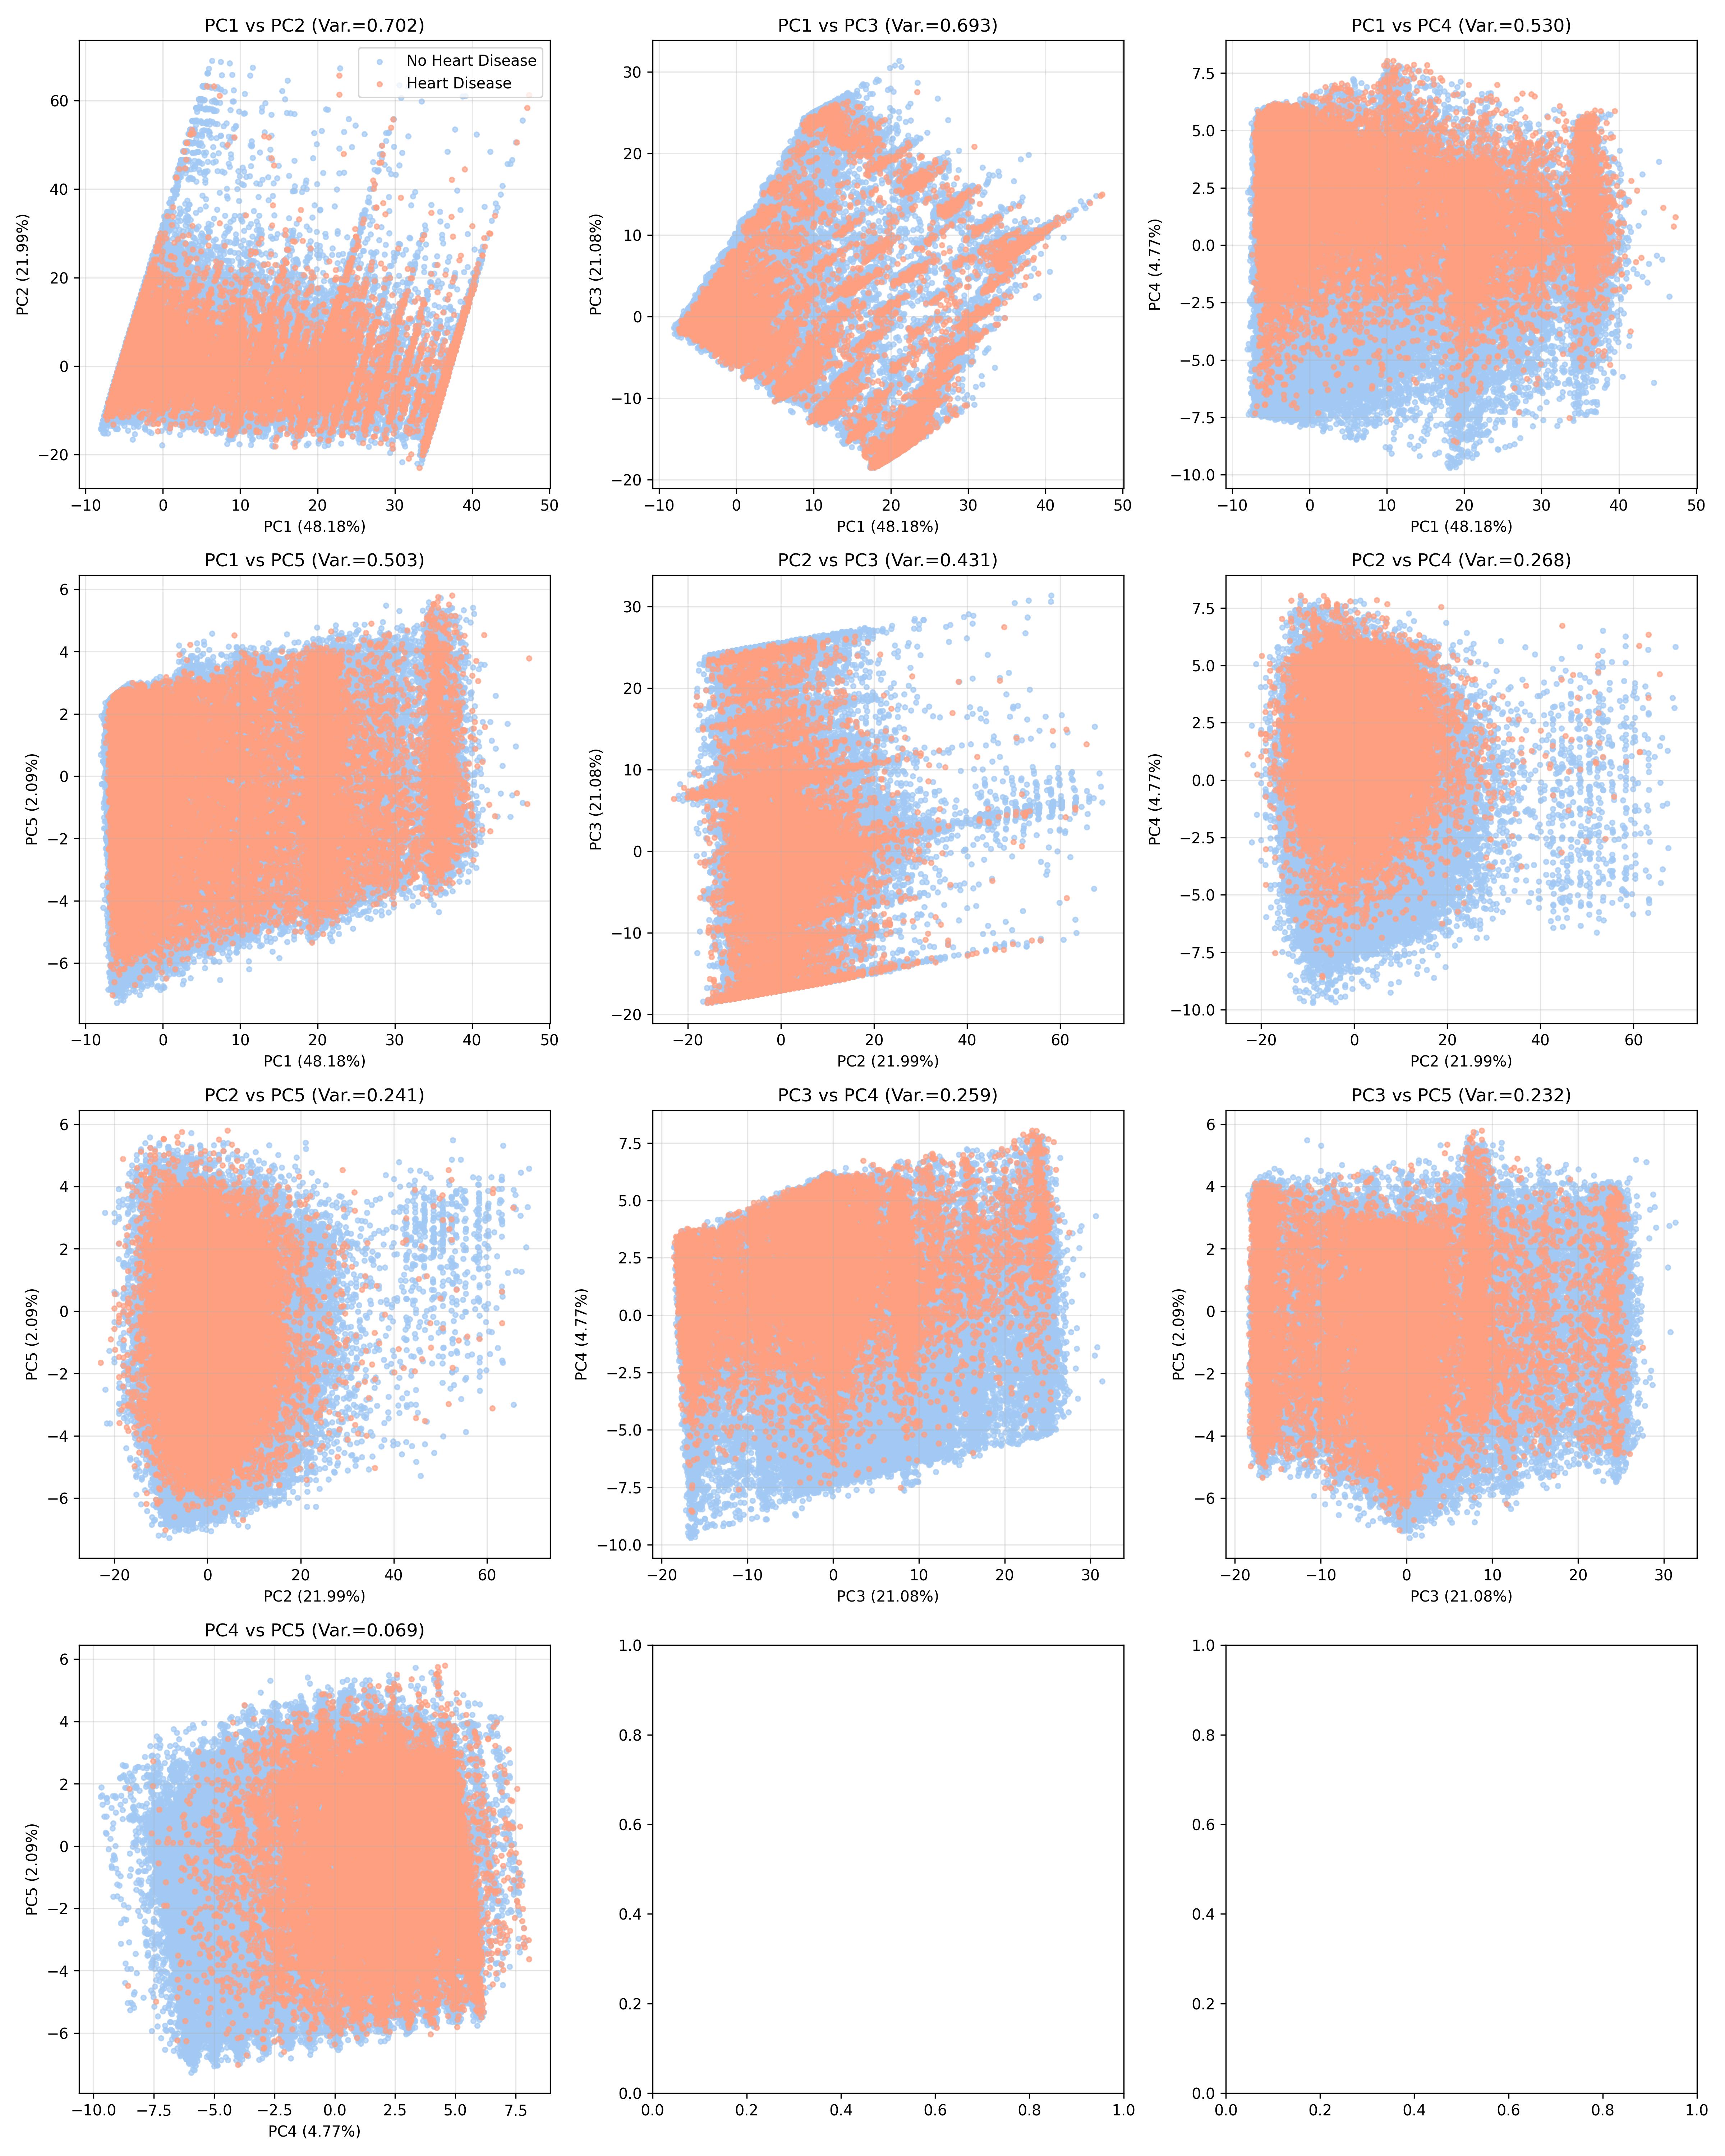 PC1 vs PC2 (Var.=0.702)
No Heart Disease
Heart Disease
60
40
20
0
−20
PC2 (21.99%)
−10 0 10 20 30 40 50
PC1 (48.18%)
PC1 vs PC3 (Var.=0.693)
30
20
10
0
−10
−20
PC3 (21.08%)
−10 0 10 20 30 40 50
PC1 (48.18%)
PC1 vs PC4 (Var.=0.530)
7.5
5.0
2.5
0.0
−2.5
−5.0
−7.5
−10.0
PC4 (4.77%)
−10 0 10 20 30 40 50
PC1 (48.18%)
PC1 vs PC5 (Var.=0.503)
6
4
2
0
−2
−4
−6
PC5 (2.09%)
−10 0 10 20 30 40 50
PC1 (48.18%)
PC2 vs PC3 (Var.=0.431)
30
20
10
0
−10
−20
PC3 (21.08%)
−20 0 20 40 60
PC2 (21.99%)
PC2 vs PC4 (Var.=0.268)
7.5
5.0
2.5
0.0
−2.5
−5.0
−7.5
−10.0
PC4 (4.77%)
−20 0 20 40 60
PC2 (21.99%)
PC2 vs PC5 (Var.=0.241)
6
4
2
0
−2
−4
−6
PC5 (2.09%)
−20 0 20 40 60
PC2 (21.99%)
PC3 vs PC4 (Var.=0.259)
7.5
5.0
2.5
0.0
−2.5
−5.0
−7.5
−10.0
PC4 (4.77%)
−20 −10 0 10 20 30
PC3 (21.08%)
PC3 vs PC5 (Var.=0.232)
6
4
2
0
−2
−4
−6
PC5 (2.09%)
−20 −10 0 10 20 30
PC3 (21.08%)
PC4 vs PC5 (Var.=0.069)
6
4
2
0
−2
−4
−6
PC5 (2.09%)
−10.0 −7.5 −5.0 −2.5 0.0 2.5 5.0 7.5
PC4 (4.77%)
1.0
0.8
0.6
0.4
0.2
0.0
0.0 0.2 0.4 0.6 0.8 1.0
1.0
0.8
0.6
0.4
0.2
0.0
0.0 0.2 0.4 0.6 0.8 1.0